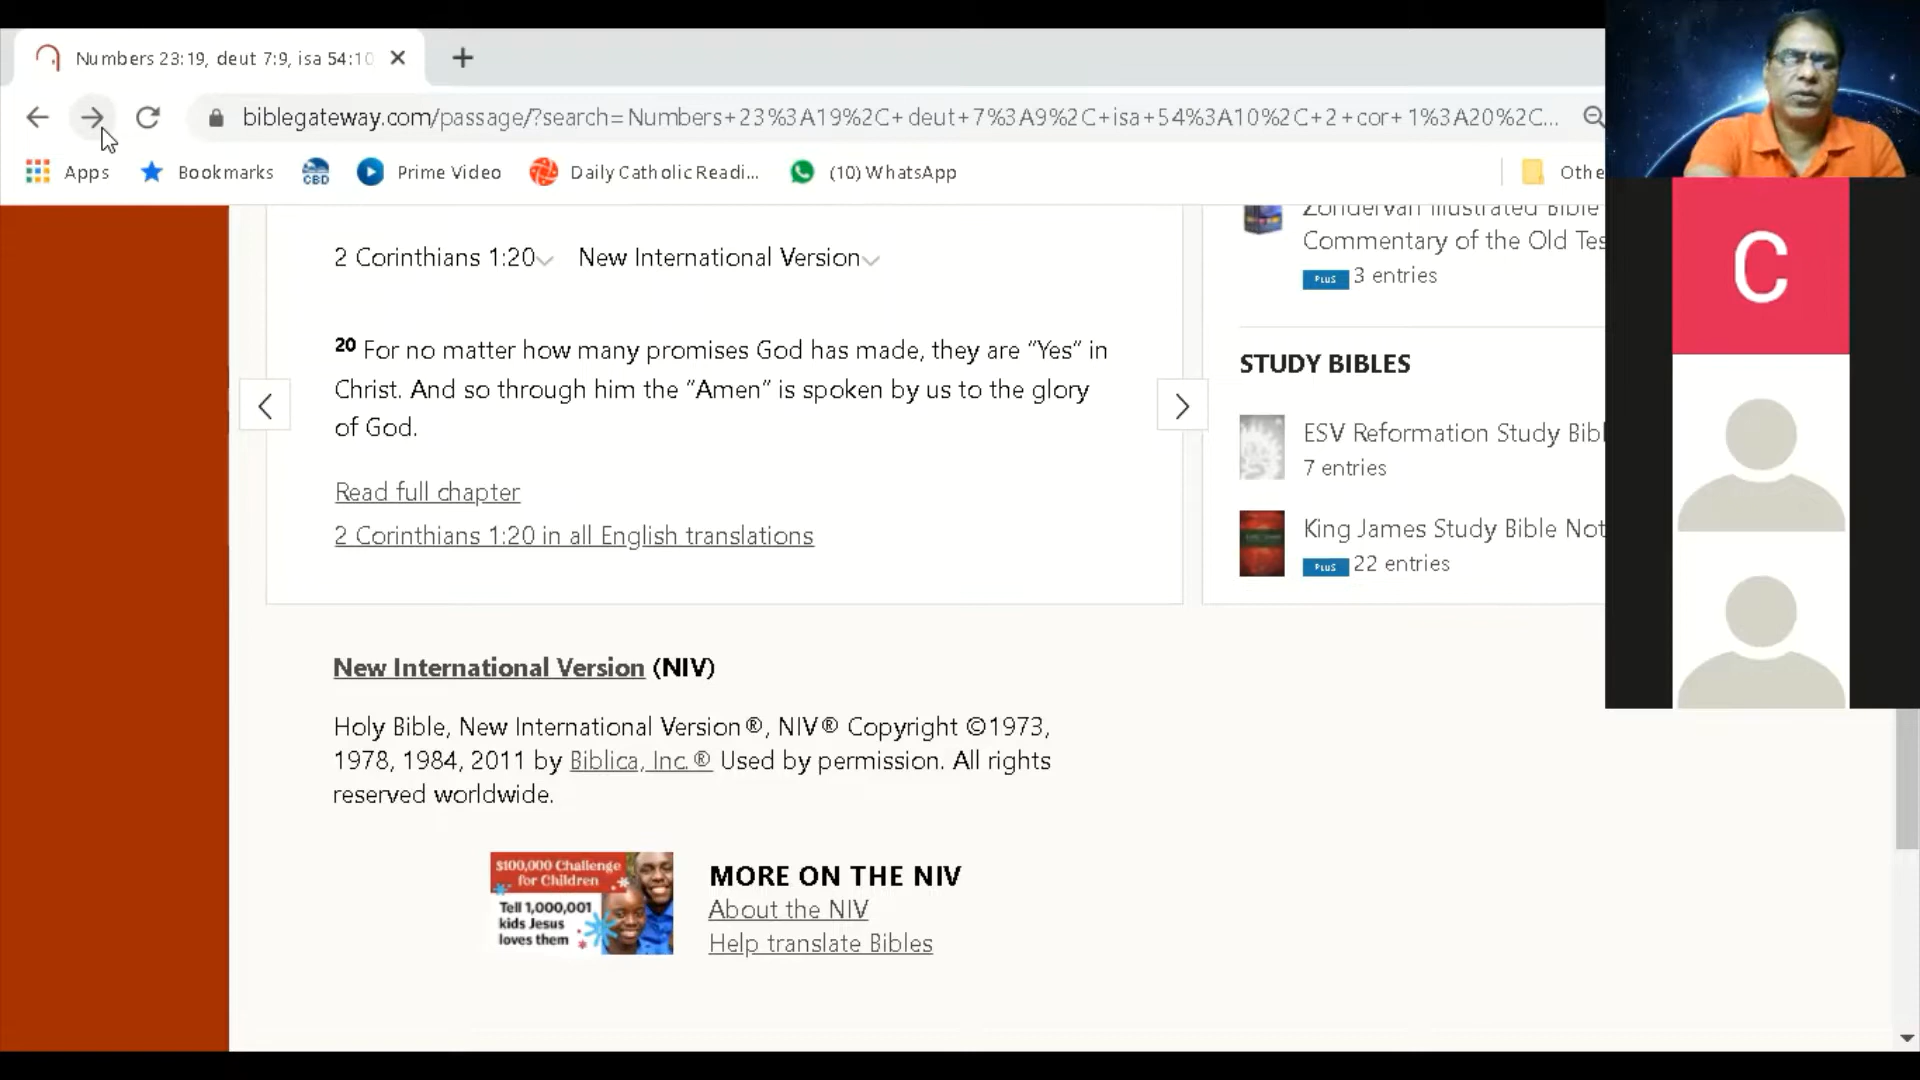 Numbers 23:19, deut 7:9, isa 54:10
biblegateway.com/passage/?search=Numbers+23%3A19%2C+deut+7%3A9%2C+isa+54%3A10%2C+2+cor+1%3A20%2C...
Apps Bookmarks CBD Prime Video Daily Catholic Readi... (10) WhatsApp Othe
2 Corinthians 1:20 New International Version
20 For no matter how many promises God has made, they are “Yes” in
Christ. And so through him the “Amen” is spoken by us to the glory
of God.
Read full chapter
2 Corinthians 1:20 in all English translations
Zondervan Illustrated Bible
Commentary of the Old Tes
PLUS 3 entries
STUDY BIBLES
ESV Reformation Study Bibl
7 entries
King James Study Bible Not
PLUS 22 entries
C
New International Version (NIV)
Holy Bible, New International Version®, NIV® Copyright ©1973,
1978, 1984, 2011 by Biblica, Inc.® Used by permission. All rights
reserved worldwide.
$100,000 Challenge
for Children
Tell 1,000,001
kids Jesus
loves them
MORE ON THE NIV
About the NIV
Help translate Bibles